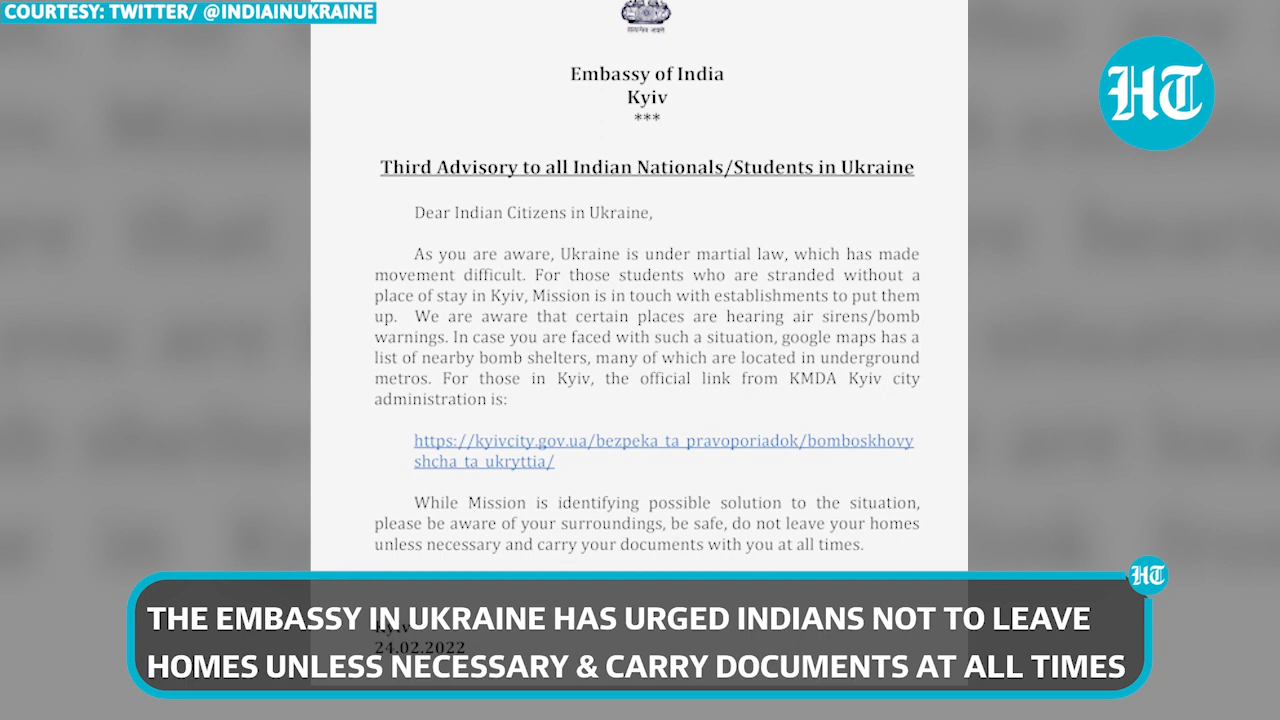 COURTESY: TWITTER/ @INDIAINUKRAINE
HT
सत्यमेव जयते
Embassy of India
Kyiv
***
Third Advisory to all Indian Nationals/Students in Ukraine
Dear Indian Citizens in Ukraine,
As you are aware, Ukraine is under martial law, which has made
movement difficult. For those students who are stranded without a
place of stay in Kyiv, Mission is in touch with establishments to put them
up. We are aware that certain places are hearing air sirens/bomb
warnings. In case you are faced with such a situation, google maps has a
list of nearby bomb shelters, many of which are located in underground
metros. For those in Kyiv, the official link from KMDA Kyiv city
administration is:
https://kyivcity.gov.ua/bezpeka_ta_pravoporiadok/bomboskhovy
shcha_ta_ukryttia/
While Mission is identifying possible solution to the situation,
please be aware of your surroundings, be safe, do not leave your homes
unless necessary and carry your documents with you at all times.
HT
Kyiv
24.02.2022
THE EMBASSY IN UKRAINE HAS URGED INDIANS NOT TO LEAVE
HOMES UNLESS NECESSARY & CARRY DOCUMENTS AT ALL TIMES